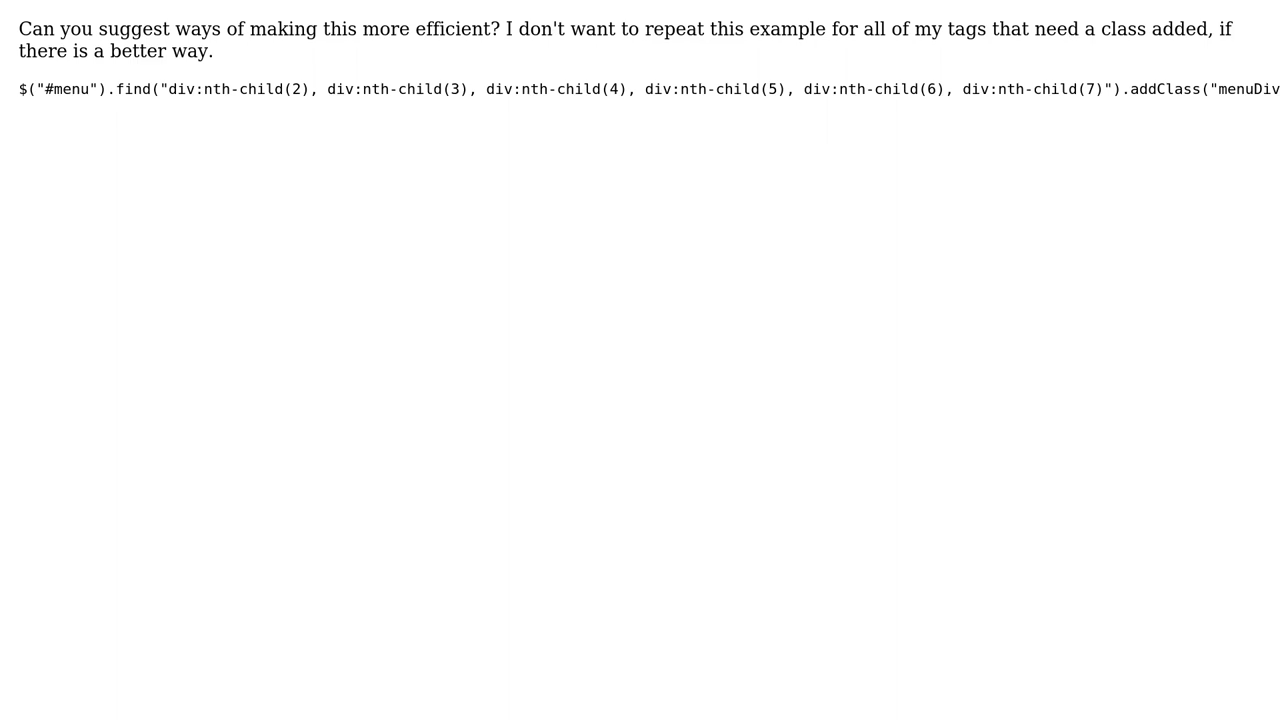 Can you suggest ways of making this more efficient? I don't want to repeat this example for all of my tags that need a class added, if
there is a better way.
$("#menu").find("div:nth-child(2), div:nth-child(3), div:nth-child(4), div:nth-child(5), div:nth-child(6), div:nth-child(7)").addClass("menuDiv